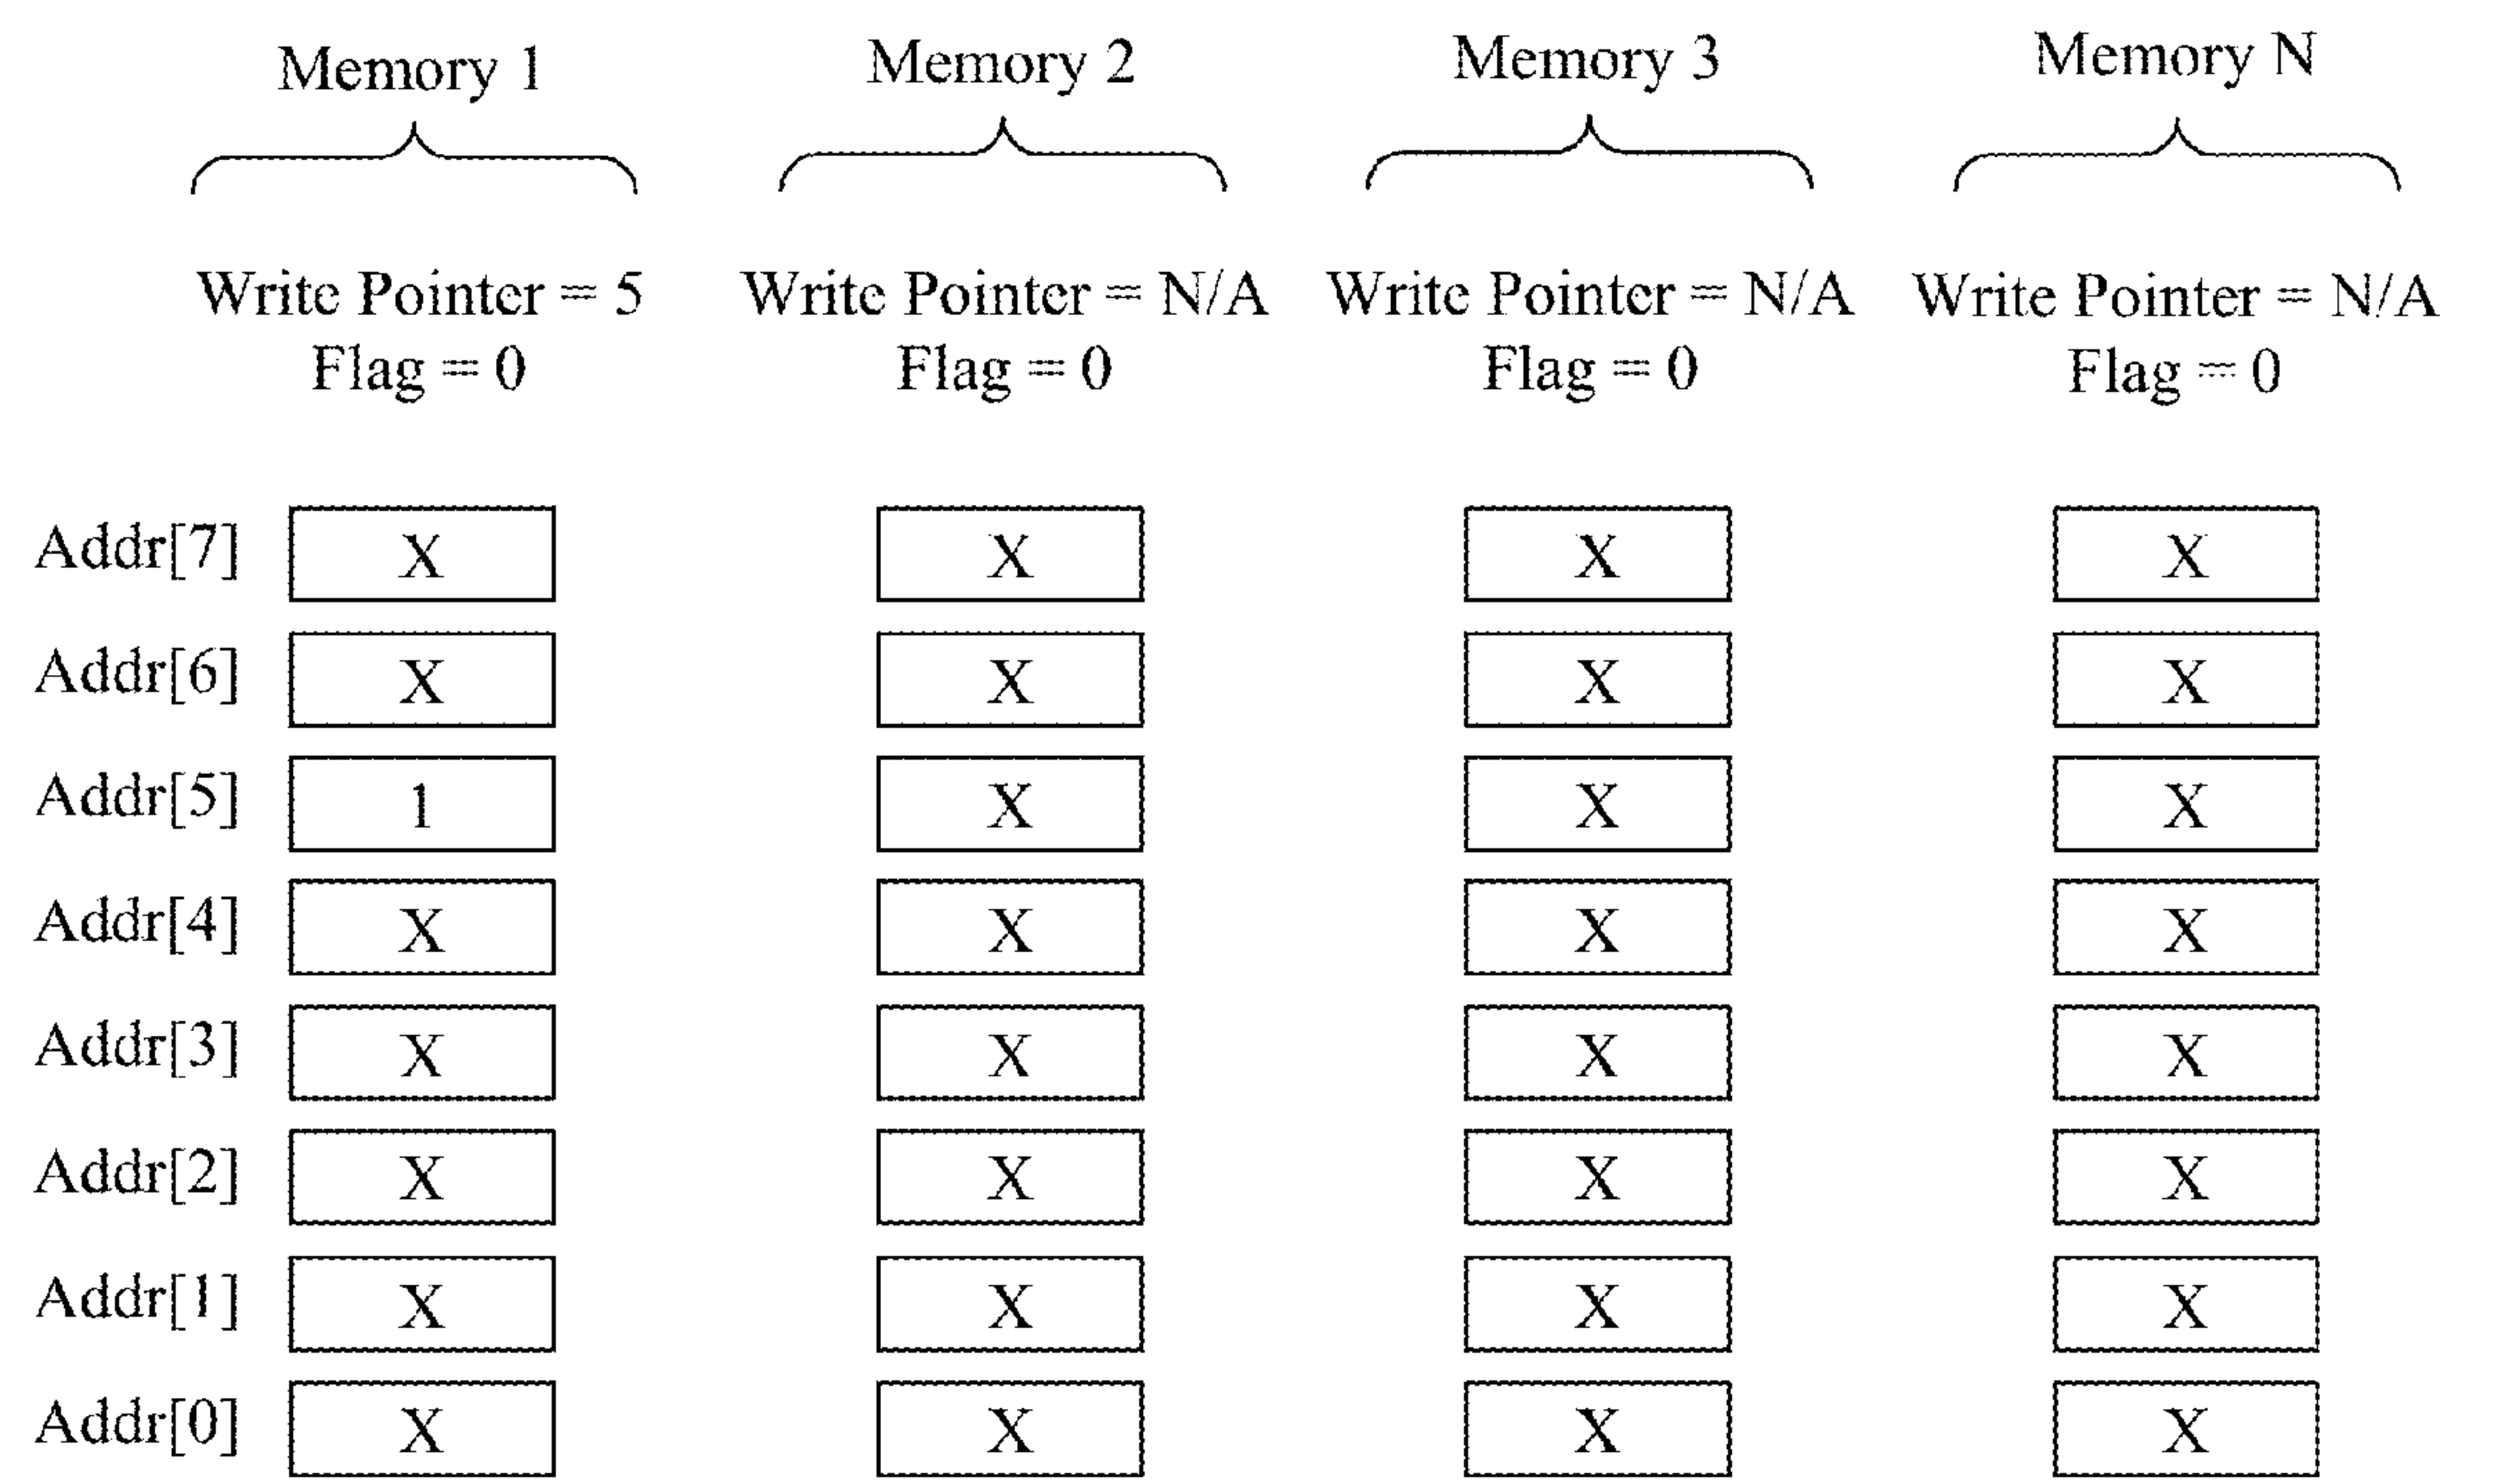 Memory 1 Memory 2 Memory 3 Memory N
Write Pointer = 5 Write Pointer = N/A Write Pointer = N/A Write Pointer = N/A
Flag = 0 Flag = 0 Flag = 0 Flag = 0
Addr[7] X X X X
Addr[6] X X X X
Addr[5] 1 X X X
Addr[4] X X X X
Addr[3] X X X X
Addr[2] X X X X
Addr[1] X X X X
Addr[0] X X X X